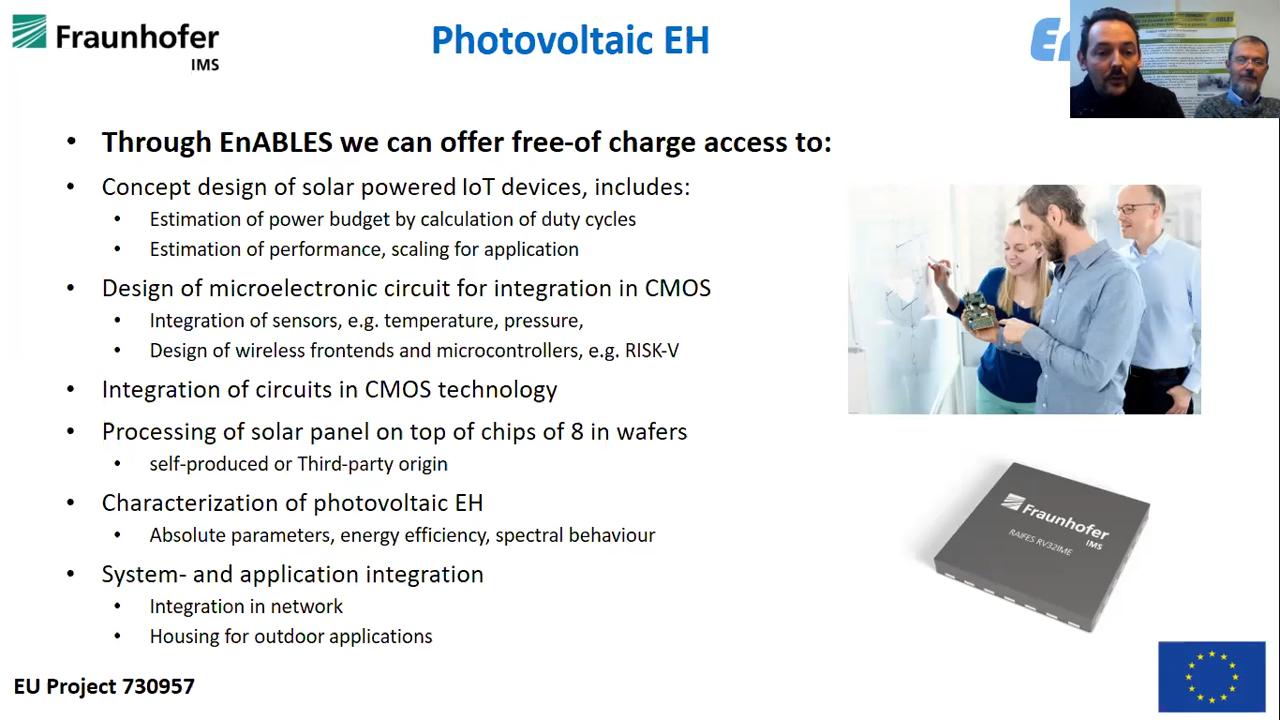 Fraunhofer
IMS
Photovoltaic EH
En
ABLES
Through EnABLES we can offer free-of charge access to:
Concept design of solar powered IoT devices, includes:
Estimation of power budget by calculation of duty cycles
Estimation of performance, scaling for application
Design of microelectronic circuit for integration in CMOS
Integration of sensors, e.g. temperature, pressure,
Design of wireless frontends and microcontrollers, e.g. RISK-V
Integration of circuits in CMOS technology
Processing of solar panel on top of chips of 8 in wafers
self-produced or Third-party origin
Characterization of photovoltaic EH
Absolute parameters, energy efficiency, spectral behaviour
System- and application integration
Integration in network
Housing for outdoor applications
Fraunhofer
IMS
RAIFES RV32IME
EU Project 730957